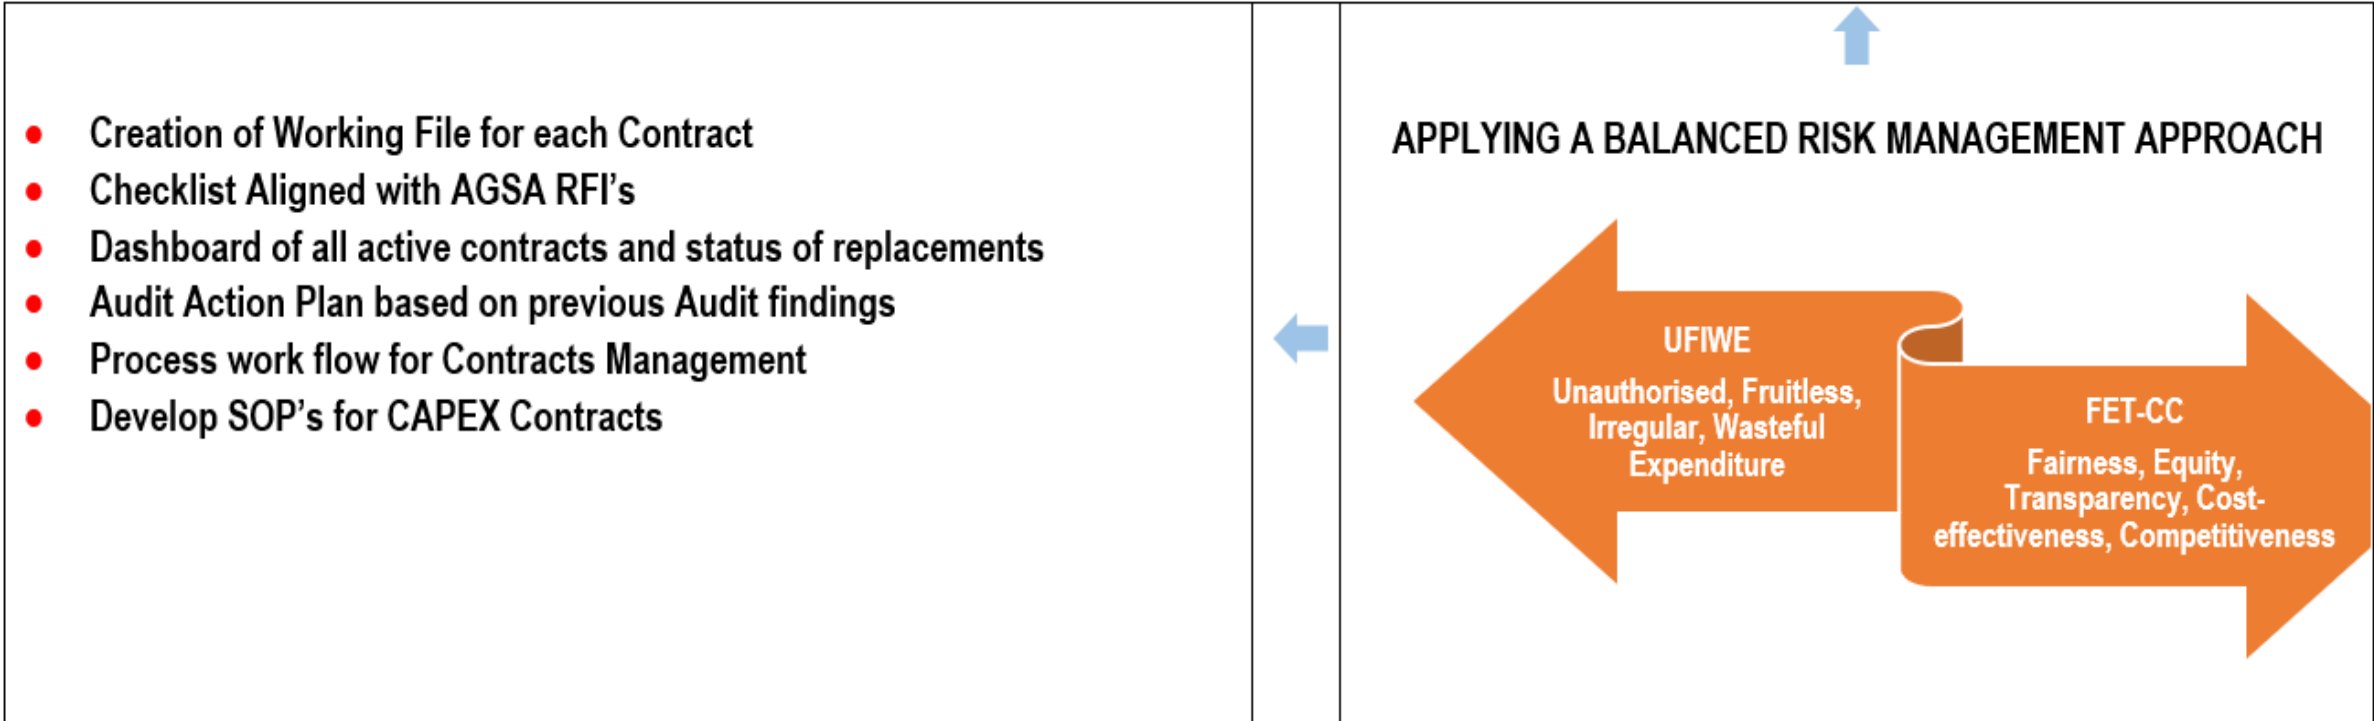 Creation of Working File for each Contract
Checklist Aligned with AGSA RFI's
Dashboard of all active contracts and status of replacements
Audit Action Plan based on previous Audit findings
Process work flow for Contracts Management
Develop SOP's for CAPEX Contracts
APPLYING A BALANCED RISK MANAGEMENT APPROACH
UFIWE
Unauthorised, Fruitless,
Irregular, Wasteful
Expenditure
FET-CC
Fairness, Equity,
Transparency, Cost-
effectiveness, Competitiveness